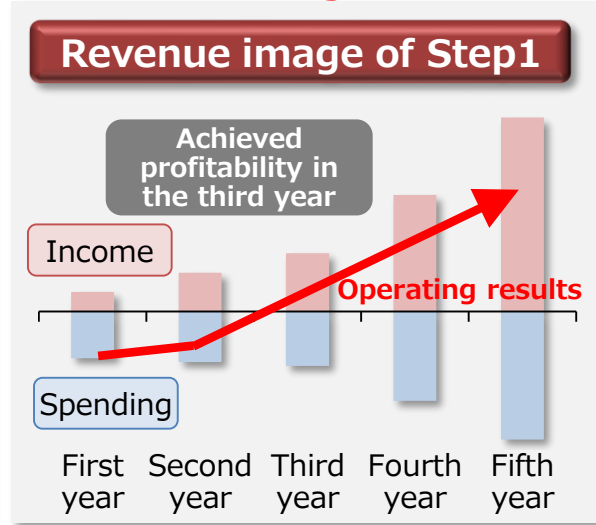 Revenue image of Step1
Achieved
profitability in
the third year
Income
Operating results
Spending
First
year
Second
year
Third
year
Fourth
year
Fifth
year